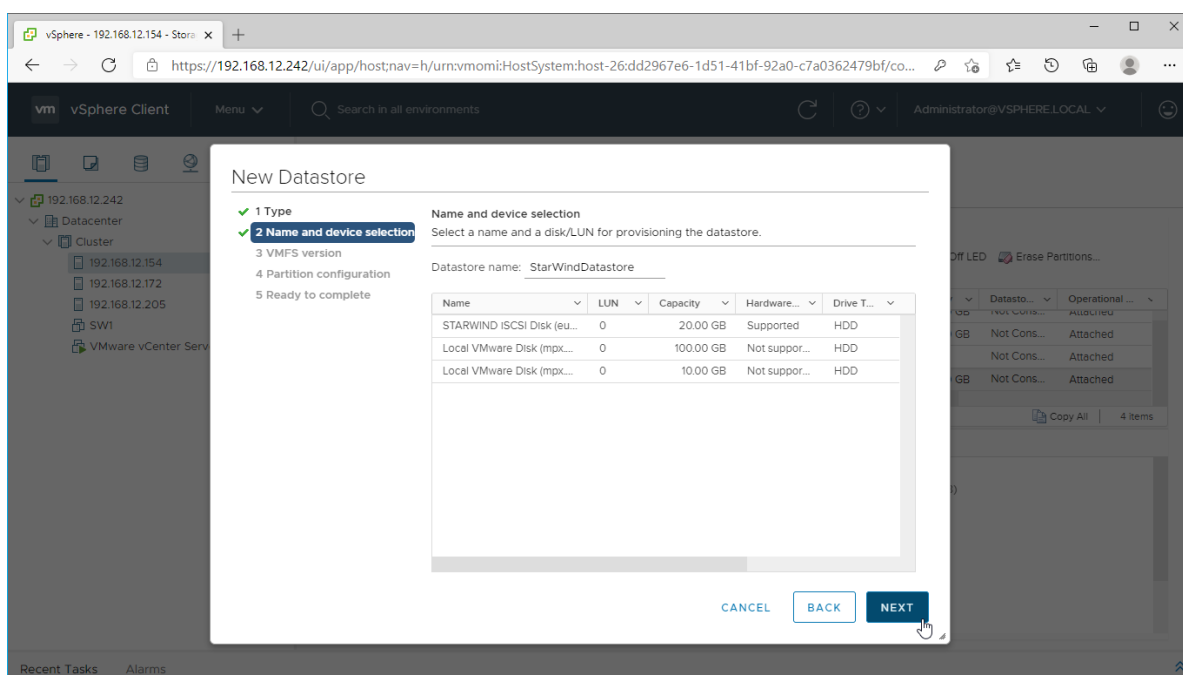 vSphere - 192.168.12.154 - Stora
https://192.168.12.242/ui/app/host;nav=h/urn:vmomi:HostSystem:host-26:dd2967e6-1d51-41bf-92a0-c7a0362479bf/co...
vm vSphere Client Menu Search in all environments Administrator@VSPHERE.LOCAL
192.168.12.242
Datacenter
Cluster
192.168.12.154
192.168.12.172
192.168.12.205
SW1
VMware vCenter Serv
New Datastore
1 Type
2 Name and device selection
3 VMFS version
4 Partition configuration
5 Ready to complete
Name and device selection
Select a name and a disk/LUN for provisioning the datastore.
Datastore name: StarWindDatastore
Name LUN Capacity Hardware... Drive T...
STARWIND iSCSI Disk (eu... 0 20.00 GB Supported HDD
Local VMware Disk (mpx.... 0 100.00 GB Not suppor... HDD
Local VMware Disk (mpx.... 0 10.00 GB Not suppor... HDD
CANCEL BACK NEXT
Off LED Erase Partitions...
Datasto... Operational ...
GB Not Cons... Attached
GB Not Cons... Attached
Not Cons... Attached
GB Not Cons... Attached
Copy All 4 items
Recent Tasks Alarms